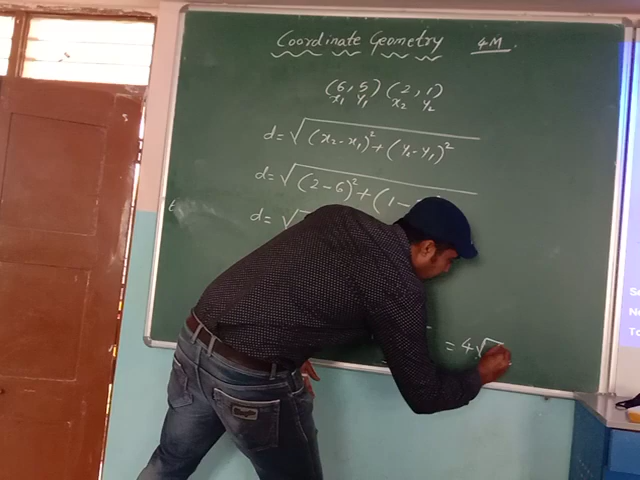 Coordinate Geometry 4M.
(6, 5) (2, 1)
x₁ y₁ x₂ y₂
d = √(x₂-x₁)² + (y₂-y₁)²
d = √(2-6)² + (1-
d = √
= 4√